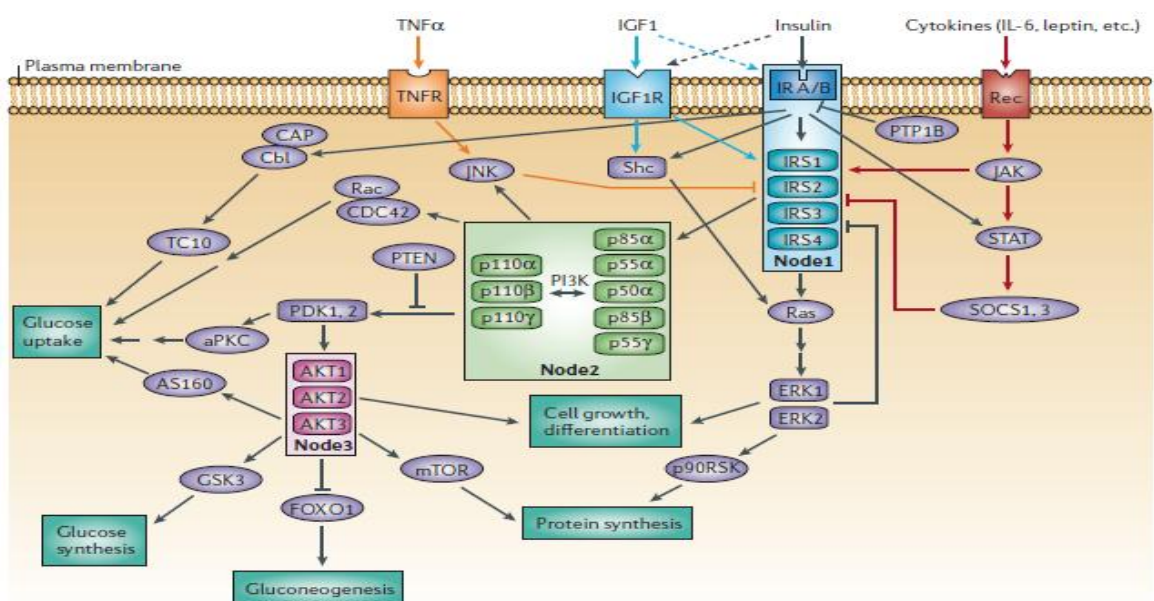 TNFα
IGF1
Insulin
Cytokines (IL-6, leptin, etc.)
Plasma membrane
TNFR
IGF1R
IR A/B
Rec
CAP
Cbl
PTP1B
JNK
Shc
IRS1
IRS2
IRS3
IRS4
Node1
JAK
Rac
CDC42
TC10
STAT
PTEN
p110α
p110β
p110γ
PI3K
p85α
p55α
p50α
p85β
p55γ
Node2
Glucose
uptake
PDK1, 2
aPKC
Ras
SOCS1, 3
AS160
AKT1
AKT2
AKT3
Node3
ERK1
ERK2
Cell growth,
differentiation
GSK3
mTOR
p90RSK
FOXO1
Glucose
synthesis
Protein synthesis
Gluconeogenesis